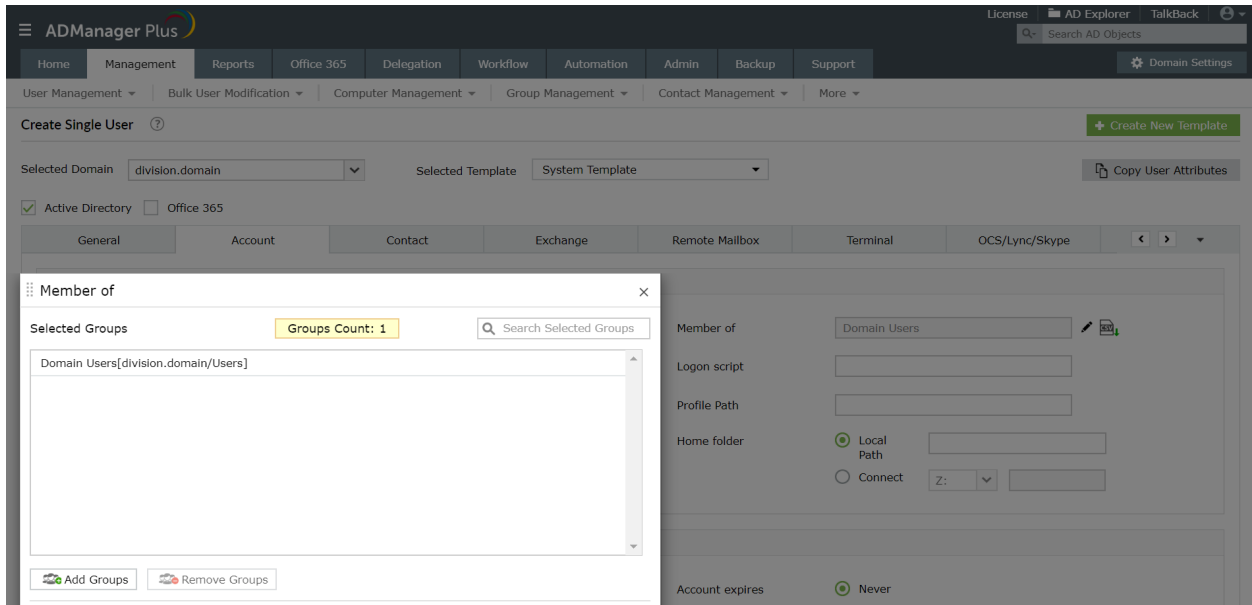 License AD Explorer TalkBack
ADManager Plus
Search AD Objects
Home Management Reports Office 365 Delegation Workflow Automation Admin Backup Support Domain Settings
User Management Bulk User Modification Computer Management Group Management Contact Management More
Create Single User ? + Create New Template
Selected Domain division.domain Selected Template System Template Copy User Attributes
Active Directory Office 365
General Account Contact Exchange Remote Mailbox Terminal OCS/Lync/Skype
Member of
Selected Groups Groups Count: 1 Search Selected Groups
Member of Domain Users
Domain Users[division.domain/Users]
Logon script
Profile Path
Home folder Local
Path
Connect Z:
Add Groups Remove Groups
Account expires Never